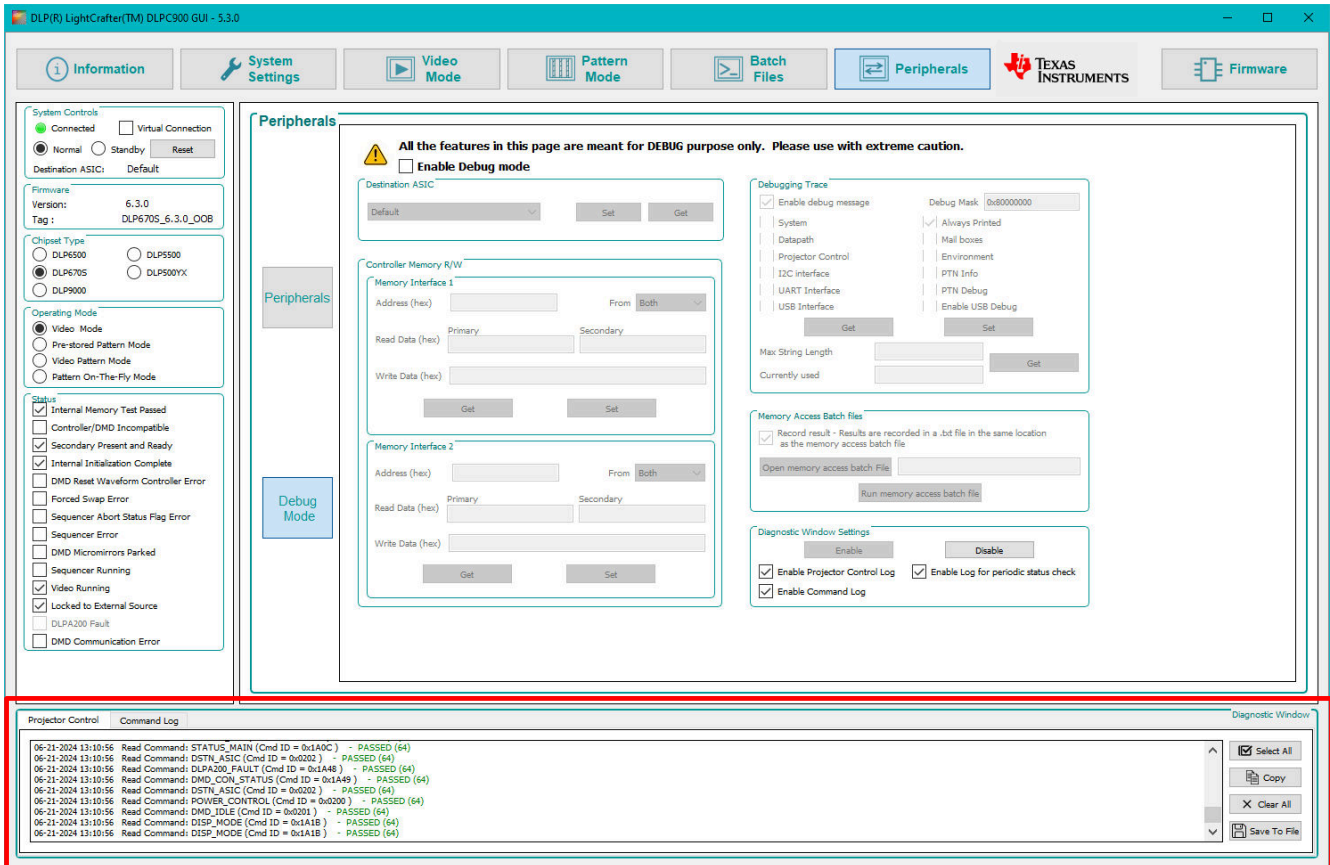 DLP(R) LightCrafter(TM) DLPC900 GUI - 5.3.0
Information
System Settings
Video Mode
Pattern Mode
Batch Files
Peripherals
TEXAS INSTRUMENTS
Firmware
System Controls
Connected
Virtual Connection
Normal
Standby
Reset
Destination ASIC: Default
Firmware
Version: 6.3.0
Tag : DLP670S_6.3.0_OOB
Chipset Type
DLP6500
DLP5500
DLP670S
DLP500YX
DLP9000
Operating Mode
Video Mode
Pre-stored Pattern Mode
Video Pattern Mode
Pattern On-The-Fly Mode
Status
Internal Memory Test Passed
Controller/DMD Incompatible
Secondary Present and Ready
Internal Initialization Complete
DMD Reset Waveform Controller Error
Forced Swap Error
Sequencer Abort Status Flag Error
Sequencer Error
DMD Micromirrors Parked
Sequencer Running
Video Running
Locked to External Source
DLPA200 Fault
DMD Communication Error
Peripherals
Peripherals
Debug
Mode
All the features in this page are meant for DEBUG purpose only. Please use with extreme caution.
Enable Debug mode
Destination ASIC
Default
Set
Get
Controller Memory R/W
Memory Interface 1
Address (hex)
From Both
Primary
Secondary
Read Data (hex)
Write Data (hex)
Get
Set
Memory Interface 2
Address (hex)
From Both
Primary
Secondary
Read Data (hex)
Write Data (hex)
Get
Set
Debugging Trace
Enable debug message
Debug Mask 0x80000000
System
Always Printed
Datapath
Mail boxes
Projector Control
Environment
I2C interface
PTN Info
UART Interface
PTN Debug
USB Interface
Enable USB Debug
Get
Set
Max String Length
Get
Currently used
Memory Access Batch files
Record result - Results are recorded in a .txt file in the same location
as the memory access batch file
Open memory access batch File
Run memory access batch file
Diagnostic Window Settings
Enable
Disable
Enable Projector Control Log
Enable Log for periodic status check
Enable Command Log
Projector Control
Command Log
Diagnostic Window
06-21-2024 13:10:56 Read Command: STATUS_MAIN (Cmd ID = 0x1A0C ) - PASSED (64)
06-21-2024 13:10:56 Read Command: DSTN_ASIC (Cmd ID = 0x0202 ) - PASSED (64)
06-21-2024 13:10:56 Read Command: DLPA200_FAULT (Cmd ID = 0x1A48 ) - PASSED (64)
06-21-2024 13:10:56 Read Command: DMD_CON_STATUS (Cmd ID = 0x1A49 ) - PASSED (64)
06-21-2024 13:10:56 Read Command: DSTN_ASIC (Cmd ID = 0x0202 ) - PASSED (64)
06-21-2024 13:10:56 Read Command: POWER_CONTROL (Cmd ID = 0x0200 ) - PASSED (64)
06-21-2024 13:10:56 Read Command: DMD_IDLE (Cmd ID = 0x0201 ) - PASSED (64)
06-21-2024 13:10:56 Read Command: DISP_MODE (Cmd ID = 0x1A1B ) - PASSED (64)
06-21-2024 13:10:56 Read Command: DISP_MODE (Cmd ID = 0x1A1B ) - PASSED (64)
Select All
Copy
Clear All
Save To File